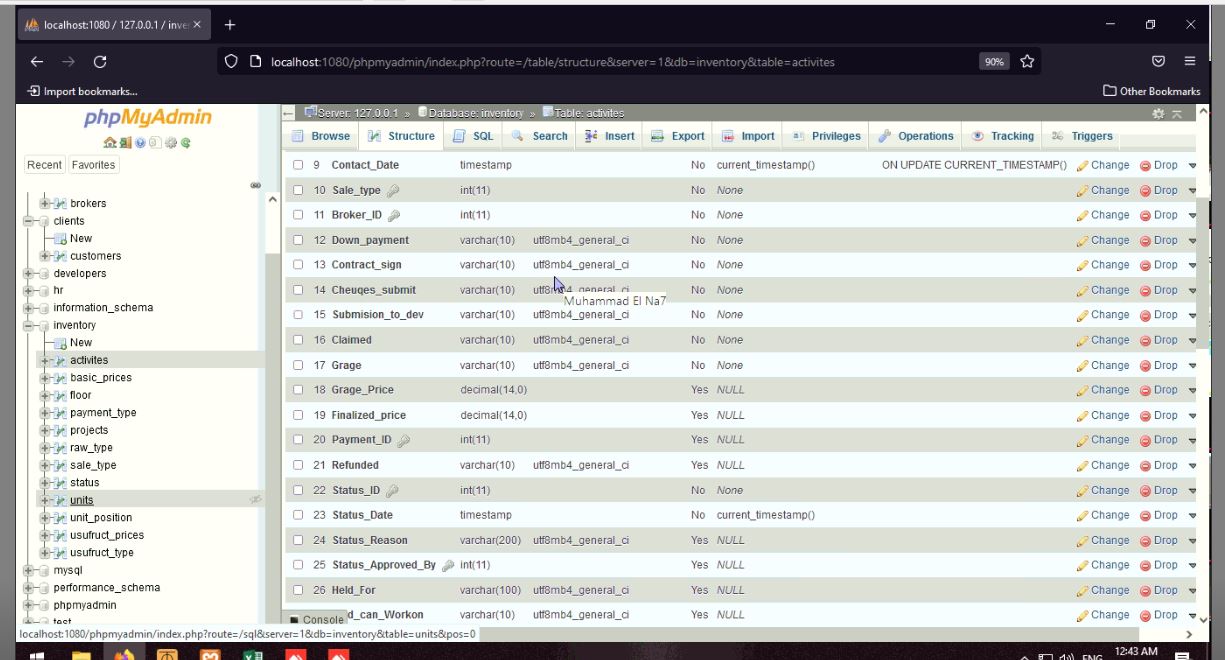 localhost:1080 / 127.0.0.1 / inve
localhost:1080/phpmyadmin/index.php?route=/table/structure&server=1&db=inventory&table=activites
90%
Import bookmarks...
Other Bookmarks
phpMyAdmin
Recent Favorites
brokers
clients
New
customers
developers
hr
information_schema
inventory
New
activites
basic_prices
floor
payment_type
projects
raw_type
sale_type
status
units
unit_position
usufruct_prices
usufruct_type
mysql
performance_schema
phpmyadmin
test
Server: 127.0.0.1 » Database: inventory » Table: activites
Browse Structure SQL Search Insert Export Import Privileges Operations Tracking Triggers
9 Contact_Date timestamp No current_timestamp() ON UPDATE CURRENT_TIMESTAMP() Change Drop
10 Sale_type int(11) No None Change Drop
11 Broker_ID int(11) No None Change Drop
12 Down_payment varchar(10) utf8mb4_general_ci No None Change Drop
13 Contract_sign varchar(10) utf8mb4_general_ci No None Change Drop
14 Cheuqes_submit varchar(10) utf8mb4_general_ci No None Change Drop
Muhammad El Na7
15 Submision_to_dev varchar(10) utf8mb4_general_ci No None Change Drop
16 Claimed varchar(10) utf8mb4_general_ci No None Change Drop
17 Grage varchar(10) utf8mb4_general_ci No None Change Drop
18 Grage_Price decimal(14,0) Yes NULL Change Drop
19 Finalized_price decimal(14,0) Yes NULL Change Drop
20 Payment_ID int(11) Yes NULL Change Drop
21 Refunded varchar(10) utf8mb4_general_ci Yes NULL Change Drop
22 Status_ID int(11) No None Change Drop
23 Status_Date timestamp No current_timestamp() Change Drop
24 Status_Reason varchar(200) utf8mb4_general_ci Yes NULL Change Drop
25 Status_Approved_By int(11) Yes NULL Change Drop
26 Held_For varchar(100) utf8mb4_general_ci Yes NULL Change Drop
d_can_Workon varchar(10) utf8mb4_general_ci Yes NULL Change Drop
Console
localhost:1080/phpmyadmin/index.php?route=/sql&server=1&db=inventory&table=units&pos=0
ENG 12:43 AM